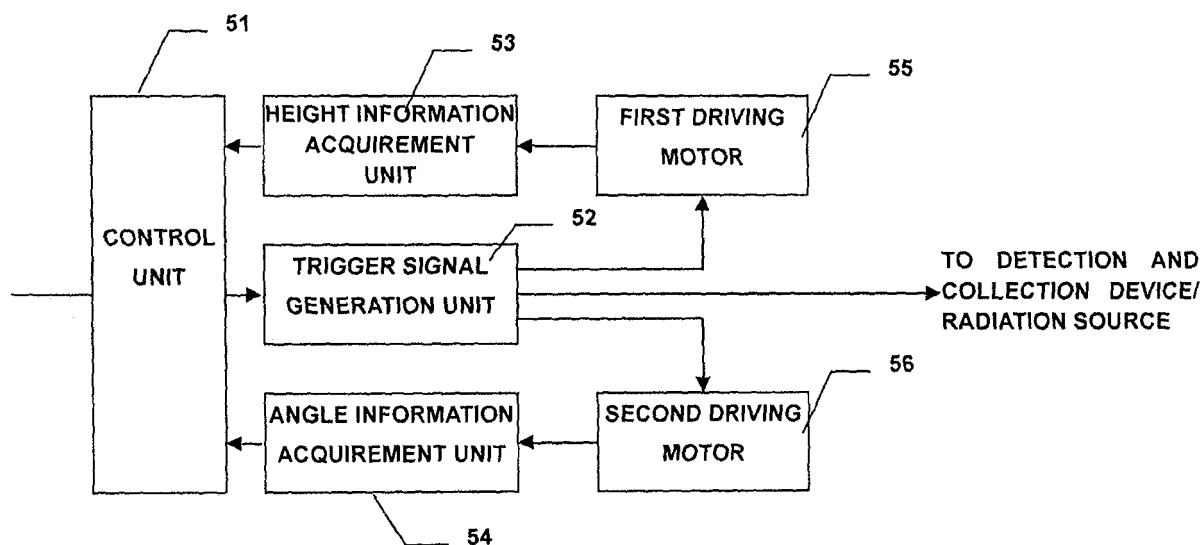 51
53
55
HEIGHT INFORMATION
ACQUIREMENT
UNIT
FIRST DRIVING
MOTOR
52
CONTROL
UNIT
TRIGGER SIGNAL
GENERATION UNIT
TO DETECTION AND
COLLECTION DEVICE/
RADIATION SOURCE
56
ANGLE INFORMATION
ACQUIREMENT UNIT
SECOND DRIVING
MOTOR
54